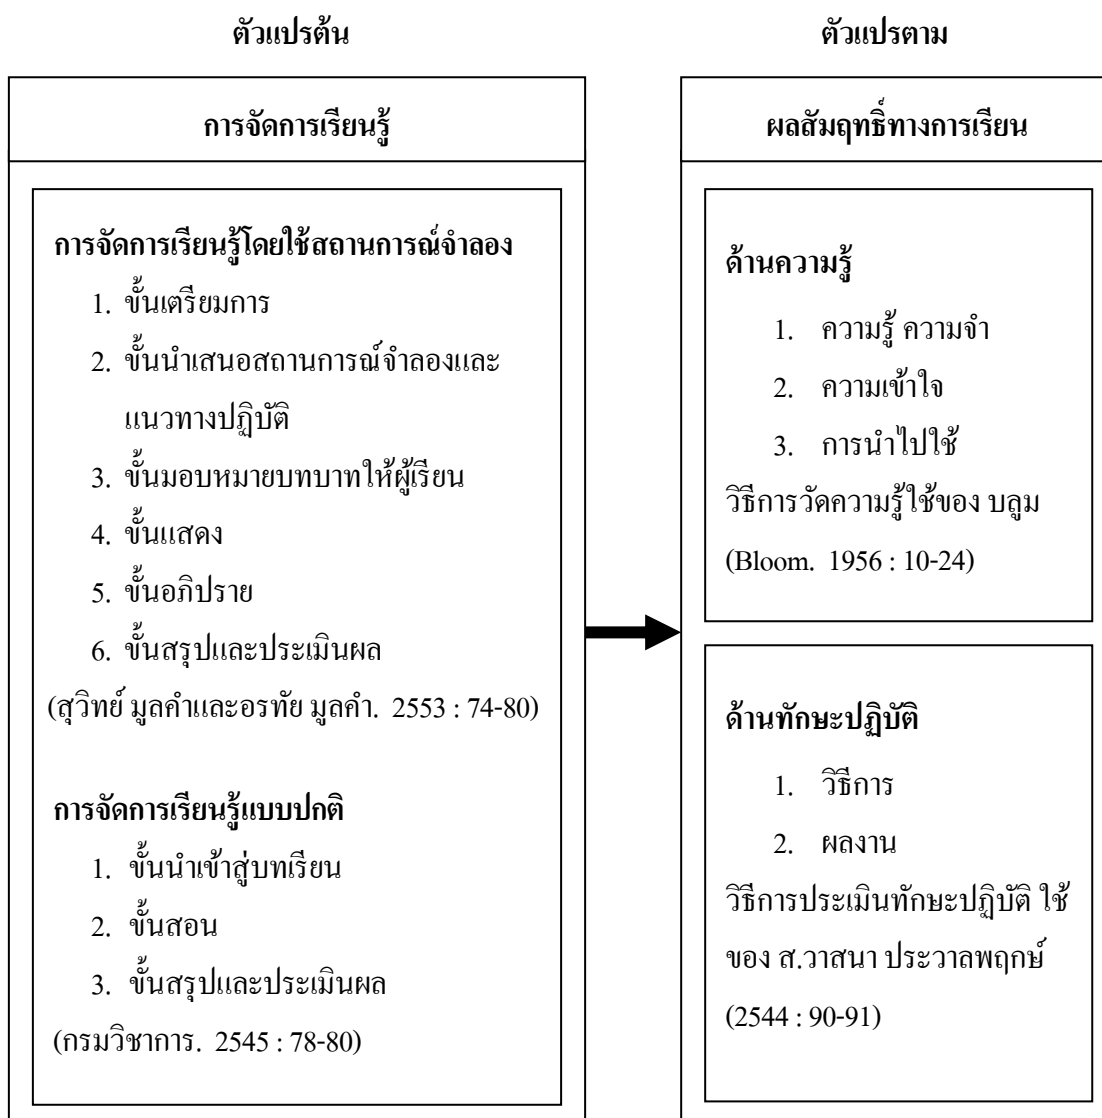 ตัวแปรต้น
การจัดการเรียนรู้
การจัดการเรียนรู้โดยใช้สถานการณ์จำลอง
1. ขั้นเตรียมการ
2. ขั้นนำเสนอสถานการณ์จำลองและ
แนวทางปฏิบัติ
3. ขั้นมอบหมายบทบาทให้ผู้เรียน
4. ขั้นแสดง
5. ขั้นอภิปราย
6. ขั้นสรุปและประเมินผล
(สุวิทย์ มูลคำและอรทัย มูลคำ. 2553 : 74-80)
การจัดการเรียนรู้แบบปกติ
1. ขั้นนำเข้าสู่บทเรียน
2. ขั้นสอน
3. ขั้นสรุปและประเมินผล
(กรมวิชาการ. 2545 : 78-80)
ตัวแปรตาม
ผลสัมฤทธิ์ทางการเรียน
ด้านความรู้
1. ความรู้ ความจำ
2. ความเข้าใจ
3. การนำไปใช้
วิธีการวัดความรู้ใช้ของ บลูม
(Bloom. 1956 : 10-24)
ด้านทักษะปฏิบัติ
1. วิธีการ
2. ผลงาน
วิธีการประเมินทักษะปฏิบัติ ใช้
ของ ส.วาสนา ประวาลพฤกษ์
(2544 : 90-91)